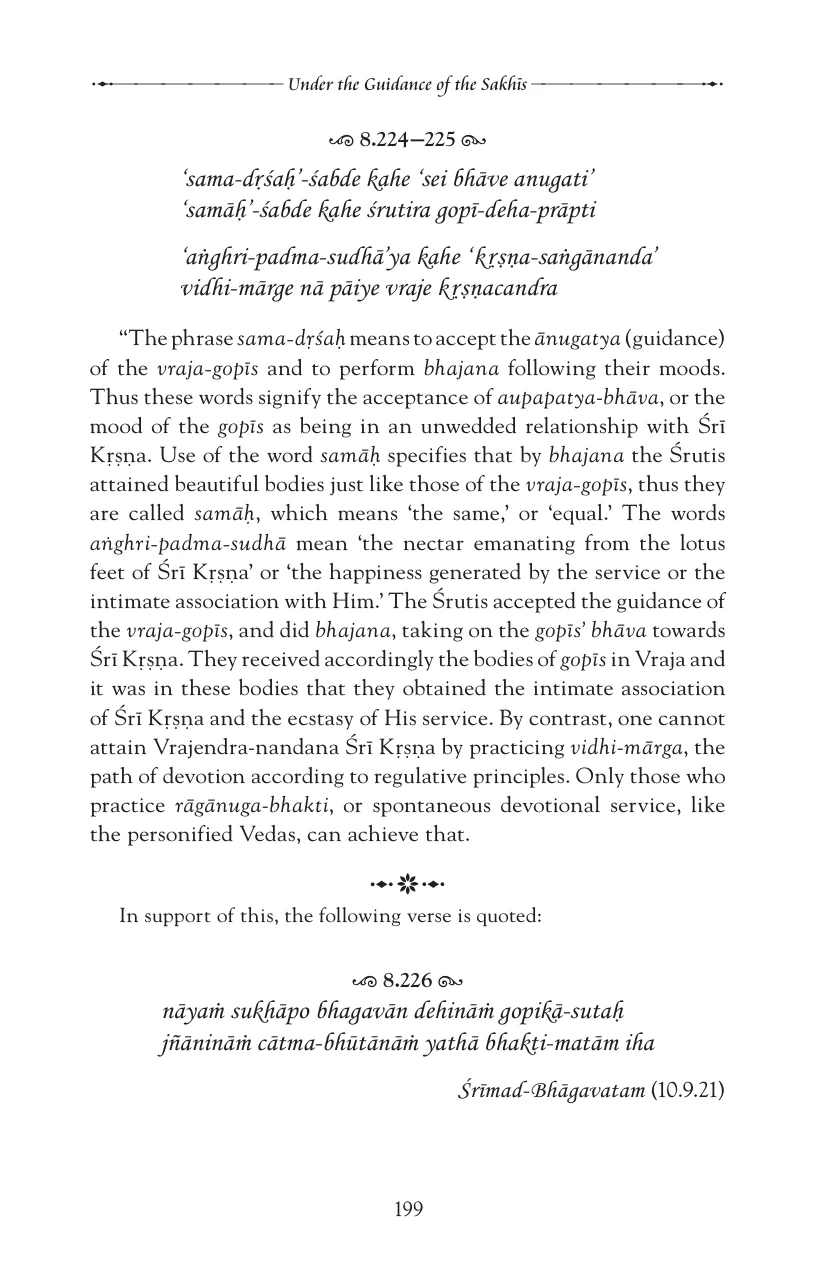 Under the Guidance of the Sakhīs
8.224–225
‘sama-dṛśaḥ’-śabde kahe ‘sei bhāve anugati’
‘samāḥ’-śabde kahe śrutira gopī-deha-prāpti
‘aṅghri-padma-sudhā’ya kahe ‘kṛṣṇa-saṅgānanda’
vidhi-mārge nā pāiye vraje kṛṣṇacandra
“The phrase sama-dṛśaḥ means to accept the ānugatya (guidance)
of the vraja-gopīs and to perform bhajana following their moods.
Thus these words signify the acceptance of aupapatya-bhāva, or the
mood of the gopīs as being in an unwedded relationship with Śrī
Kṛṣṇa. Use of the word samāḥ specifies that by bhajana the Śrutis
attained beautiful bodies just like those of the vraja-gopīs, thus they
are called samāḥ, which means ‘the same,’ or ‘equal.’ The words
aṅghri-padma-sudhā mean ‘the nectar emanating from the lotus
feet of Śrī Kṛṣṇa’ or ‘the happiness generated by the service or the
intimate association with Him.’ The Śrutis accepted the guidance of
the vraja-gopīs, and did bhajana, taking on the gopīs’ bhāva towards
Śrī Kṛṣṇa. They received accordingly the bodies of gopīs in Vraja and
it was in these bodies that they obtained the intimate association
of Śrī Kṛṣṇa and the ecstasy of His service. By contrast, one cannot
attain Vrajendra-nandana Śrī Kṛṣṇa by practicing vidhi-mārga, the
path of devotion according to regulative principles. Only those who
practice rāgānuga-bhakti, or spontaneous devotional service, like
the personified Vedas, can achieve that.
In support of this, the following verse is quoted:
8.226
nāyaṁ sukhāpo bhagavān dehināṁ gopikā-sutaḥ
jñānināṁ cātma-bhūtānāṁ yathā bhakti-matām iha
Śrīmad-Bhāgavatam (10.9.21)
199